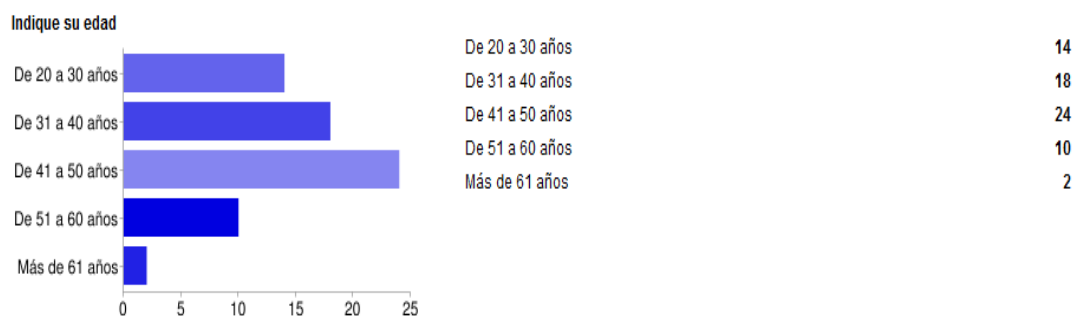 Indique su edad
De 20 a 30 años
De 31 a 40 años
De 41 a 50 años
De 51 a 60 años
Más de 61 años
0 5 10 15 20 25
De 20 a 30 años 14
De 31 a 40 años 18
De 41 a 50 años 24
De 51 a 60 años 10
Más de 61 años 2